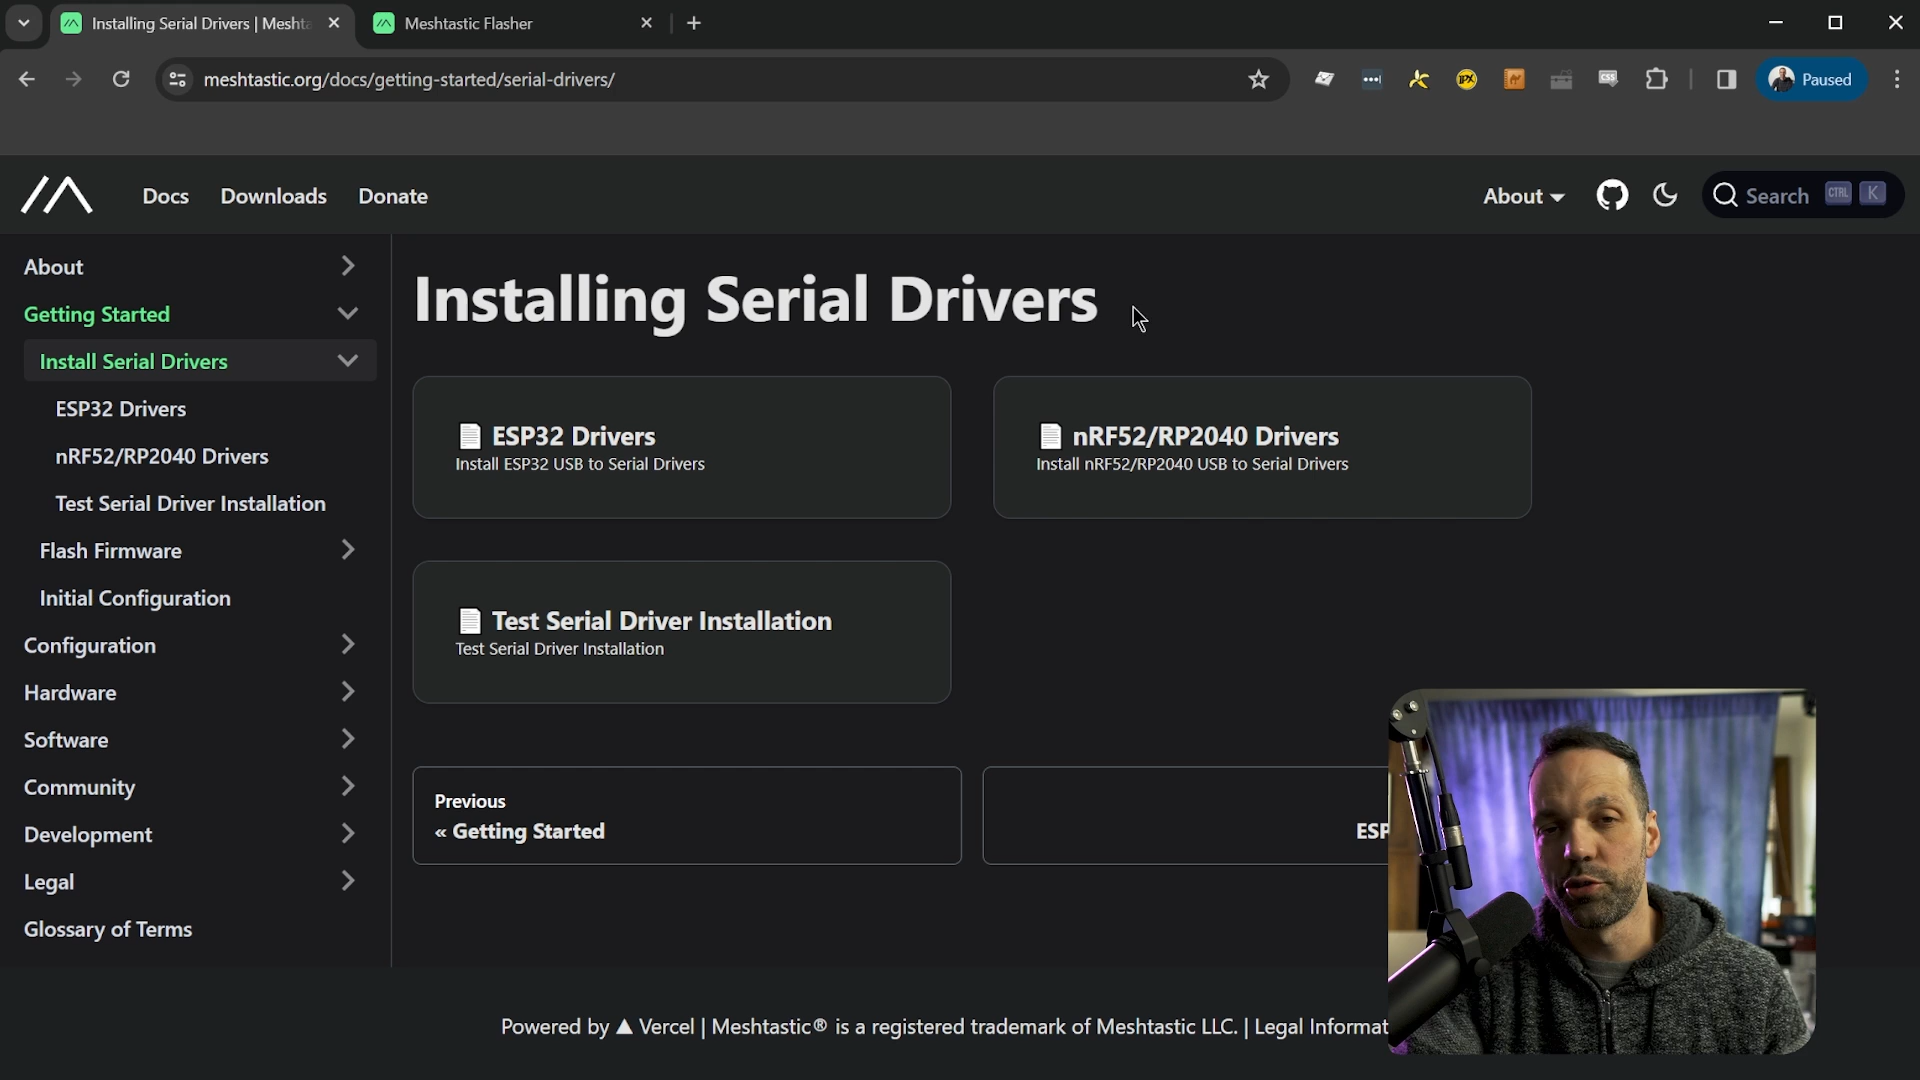 Installing Serial Drivers | Meshta
Meshtastic Flasher
meshtastic.org/docs/getting-started/serial-drivers/
IPX
CSS
Paused
Docs
Downloads
Donate
About
Search
CTRL
K
About
Getting Started
Install Serial Drivers
ESP32 Drivers
nRF52/RP2040 Drivers
Test Serial Driver Installation
Flash Firmware
Initial Configuration
Configuration
Hardware
Software
Community
Development
Legal
Glossary of Terms
Installing Serial Drivers
ESP32 Drivers
Install ESP32 USB to Serial Drivers
nRF52/RP2040 Drivers
Install nRF52/RP2040 USB to Serial Drivers
Test Serial Driver Installation
Test Serial Driver Installation
Previous
« Getting Started
ESP
Powered by ▲ Vercel | Meshtastic® is a registered trademark of Meshtastic LLC. | Legal Informat